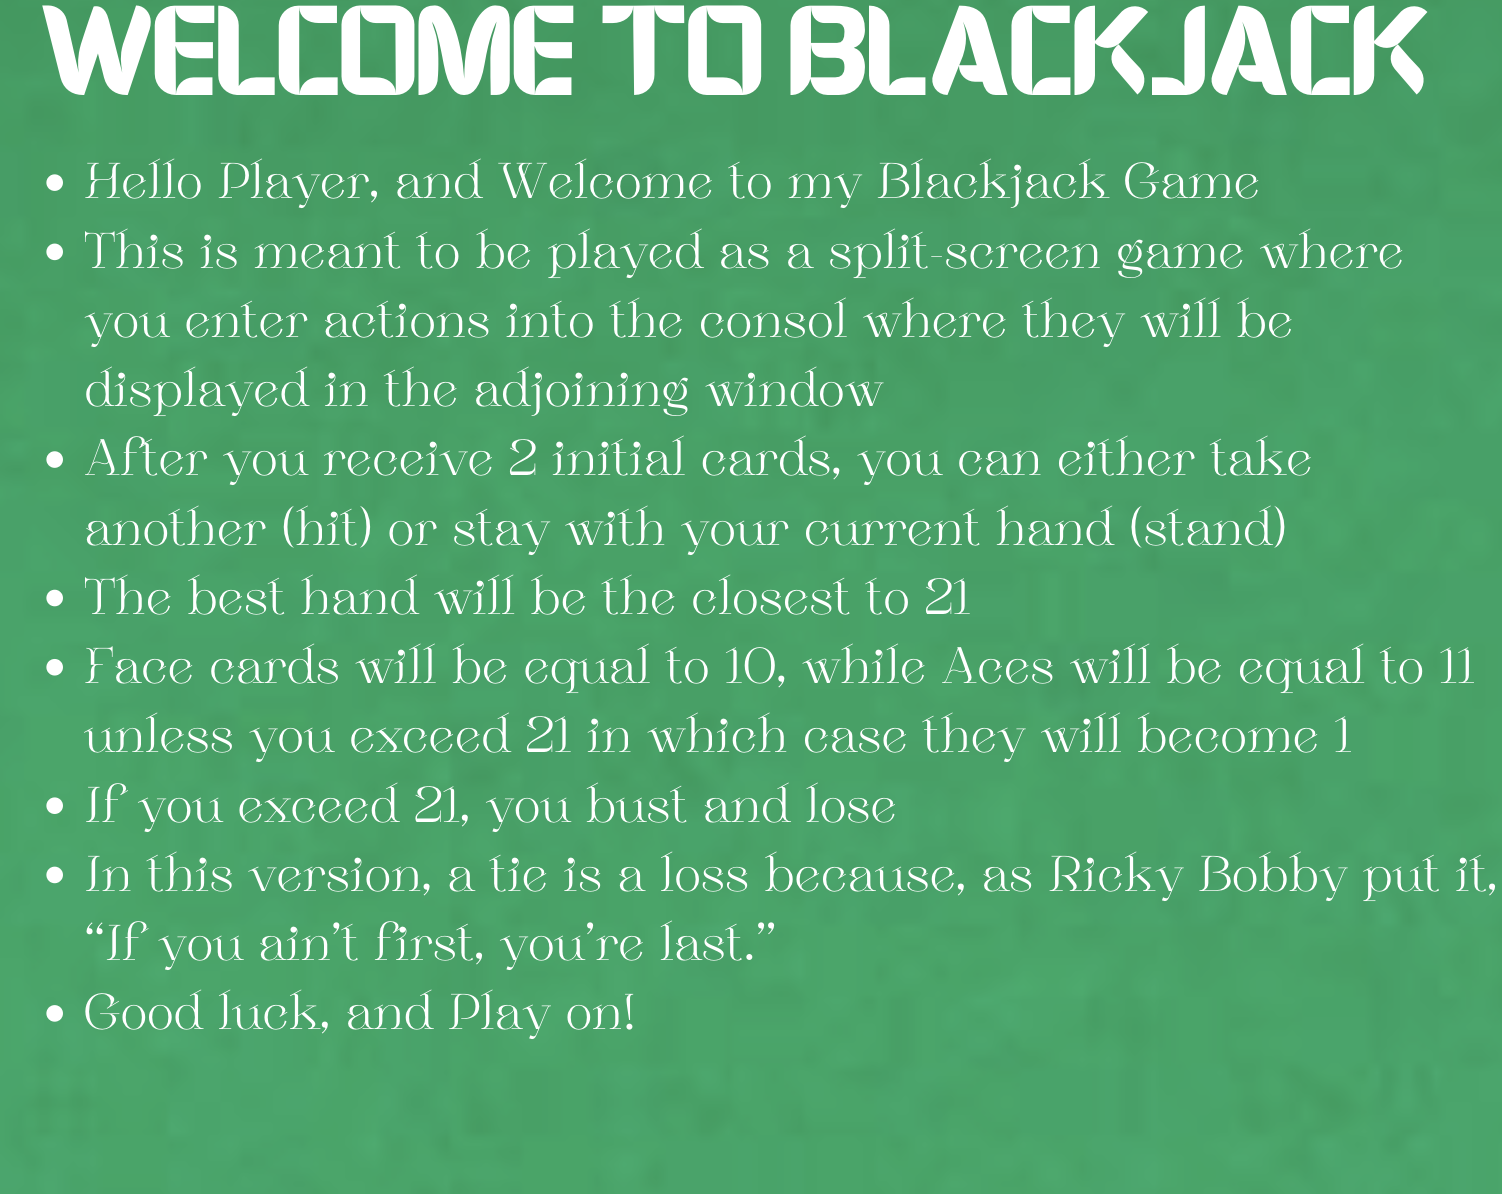 WELCOME TO BLACKJACK
• Hello Player, and Welcome to my Blackjack Game
• This is meant to be played as a split-screen game where
you enter actions into the consol where they will be
displayed in the adjoining window
• After you receive 2 initial cards, you can either take
another (hit) or stay with your current hand (stand)
• The best hand will be the closest to 21
• Face cards will be equal to 10, while Aces will be equal to 11
unless you exceed 21 in which case they will become 1
• If you exceed 21, you bust and lose
• In this version, a tie is a loss because, as Ricky Bobby put it,
“If you ain’t first, you’re last.”
• Good luck, and Play on!